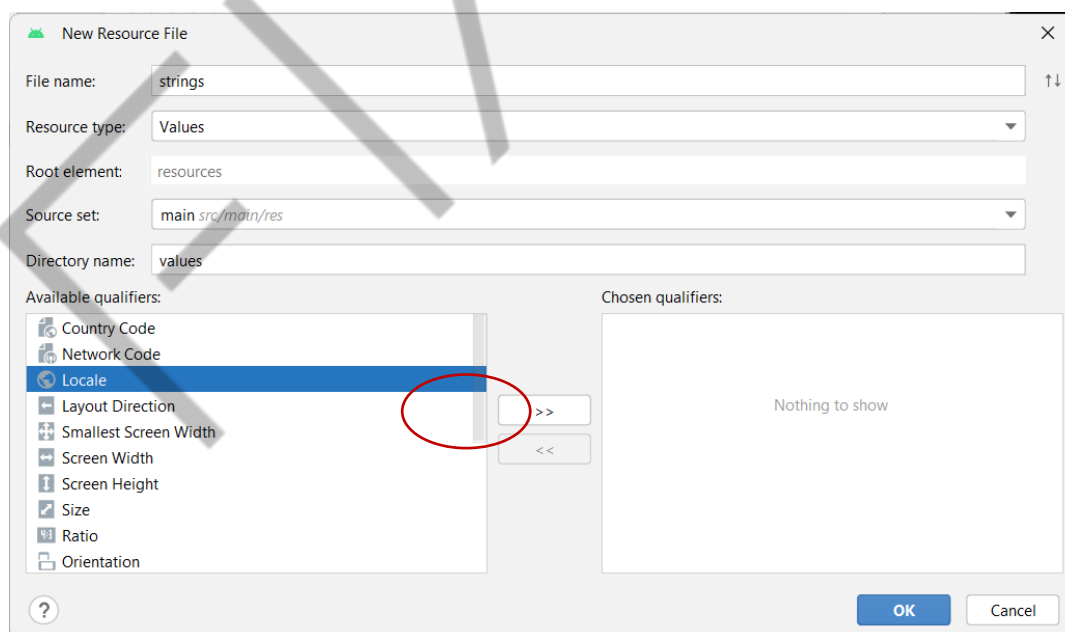 New Resource File
File name: strings
Resource type: Values
Root element: resources
Source set: main src/main/res
Directory name: values
Available qualifiers: Chosen qualifiers:
Country Code
Network Code
Locale
Layout Direction
>>
Nothing to show
Smallest Screen Width
<<
Screen Width
Screen Height
Size
4:3 Ratio
Orientation
? OK Cancel